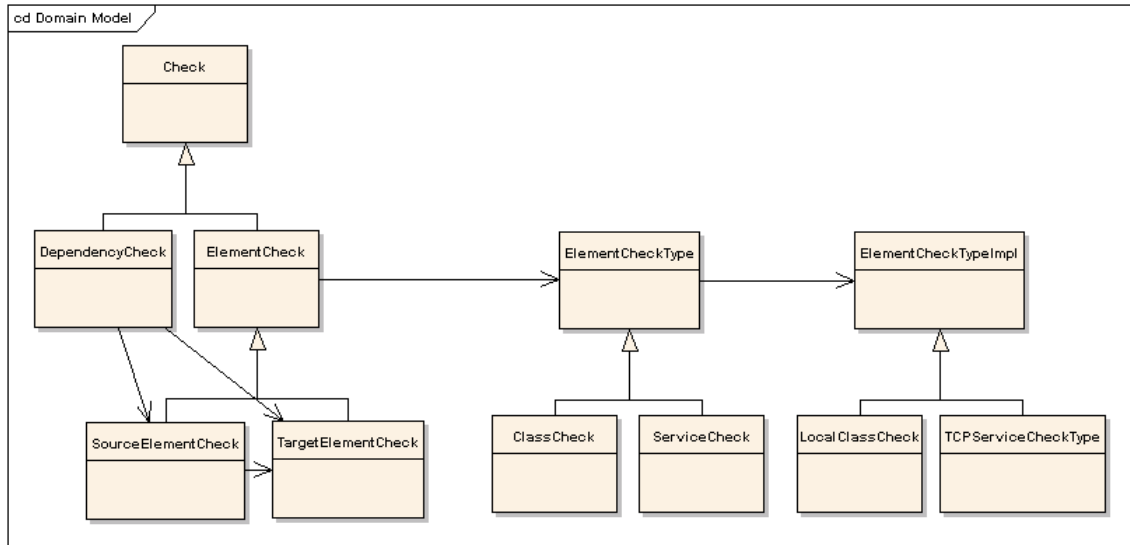 cd Domain Model
Check
DependencyCheck
ElementCheck
ElementCheckType
ElementCheckTypeImpl
SourceElementCheck
TargetElementCheck
ClassCheck
ServiceCheck
LocalClassCheck
TCPServiceCheckType